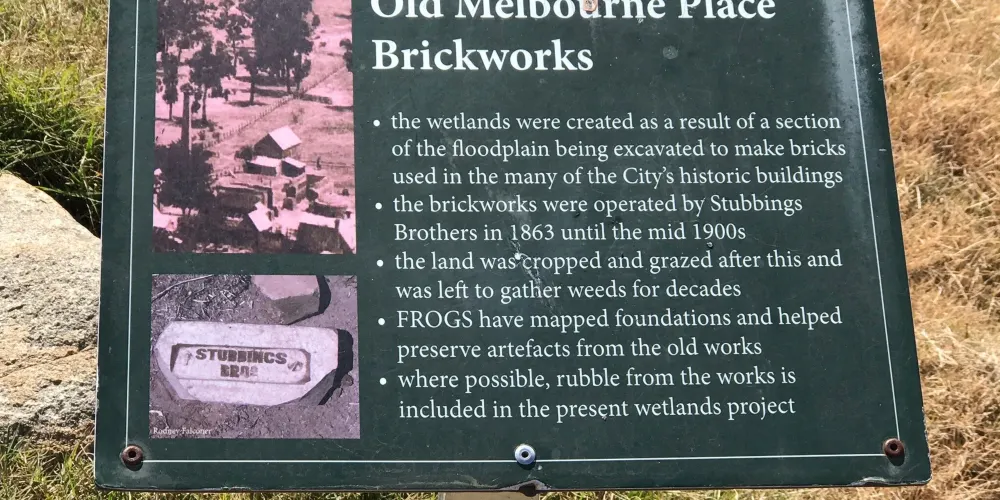 Old Melbourne Place
Brickworks
• the wetlands were created as a result of a section
of the floodplain being excavated to make bricks
used in the many of the City's historic buildings
• the brickworks were operated by Stubbings
Brothers in 1863 until the mid 1900s
• the land was cropped and grazed after this and
was left to gather weeds for decades
• FROGS have mapped foundations and helped
preserve artefacts from the old works
• where possible, rubble from the works is
included in the present wetlands project
STUBBINGS
BROS
Rodney Falconer